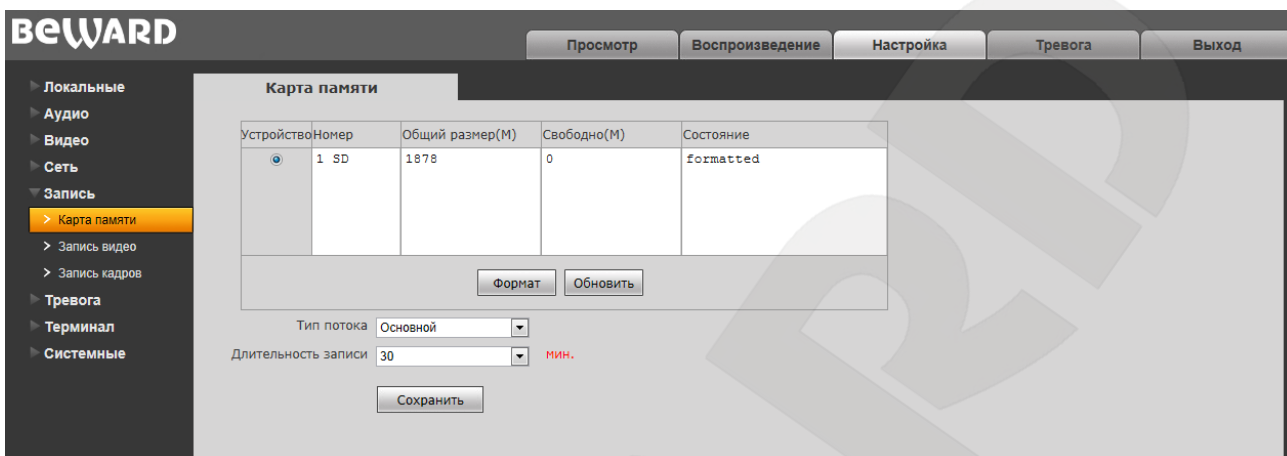 BEWARD
Просмотр Воспроизведение Настройка Тревога Выход
Локальные
Аудио
Видео
Сеть
Запись
Карта памяти
Запись видео
Запись кадров
Тревога
Терминал
Системные
Карта памяти
Устройство Номер Общий размер(М) Свободно(М) Состояние
1 SD 1878 0 formatted
Формат Обновить
Тип потока Основной
Длительность записи 30 мин.
Сохранить